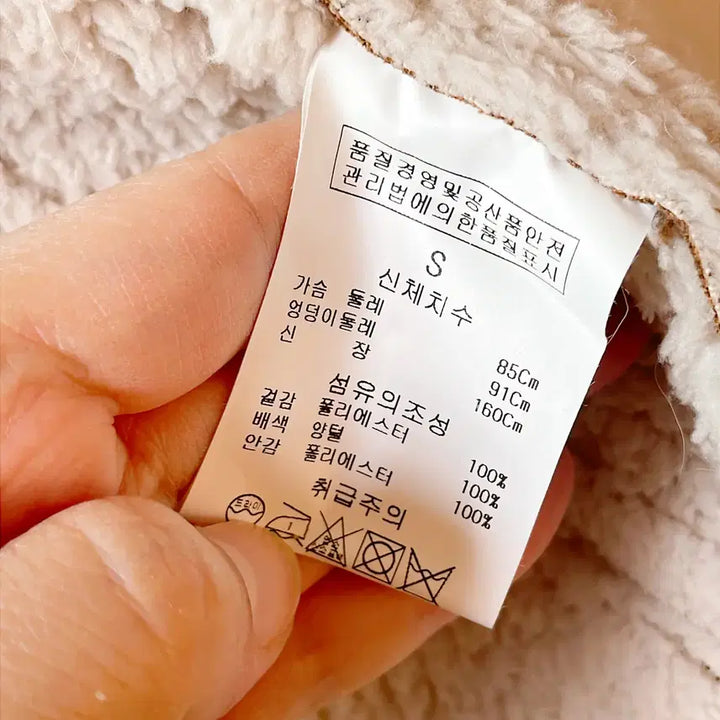 품질경영및공산품안전
관리법에의한품질표시
S
신체치수
가슴 둘레 85Cm
엉덩이둘레 91Cm
신 장 160Cm
섬유의조성
겉감 폴리에스터 100%
배색 양털 100%
안감 폴리에스터 100%
취급주의
드라이